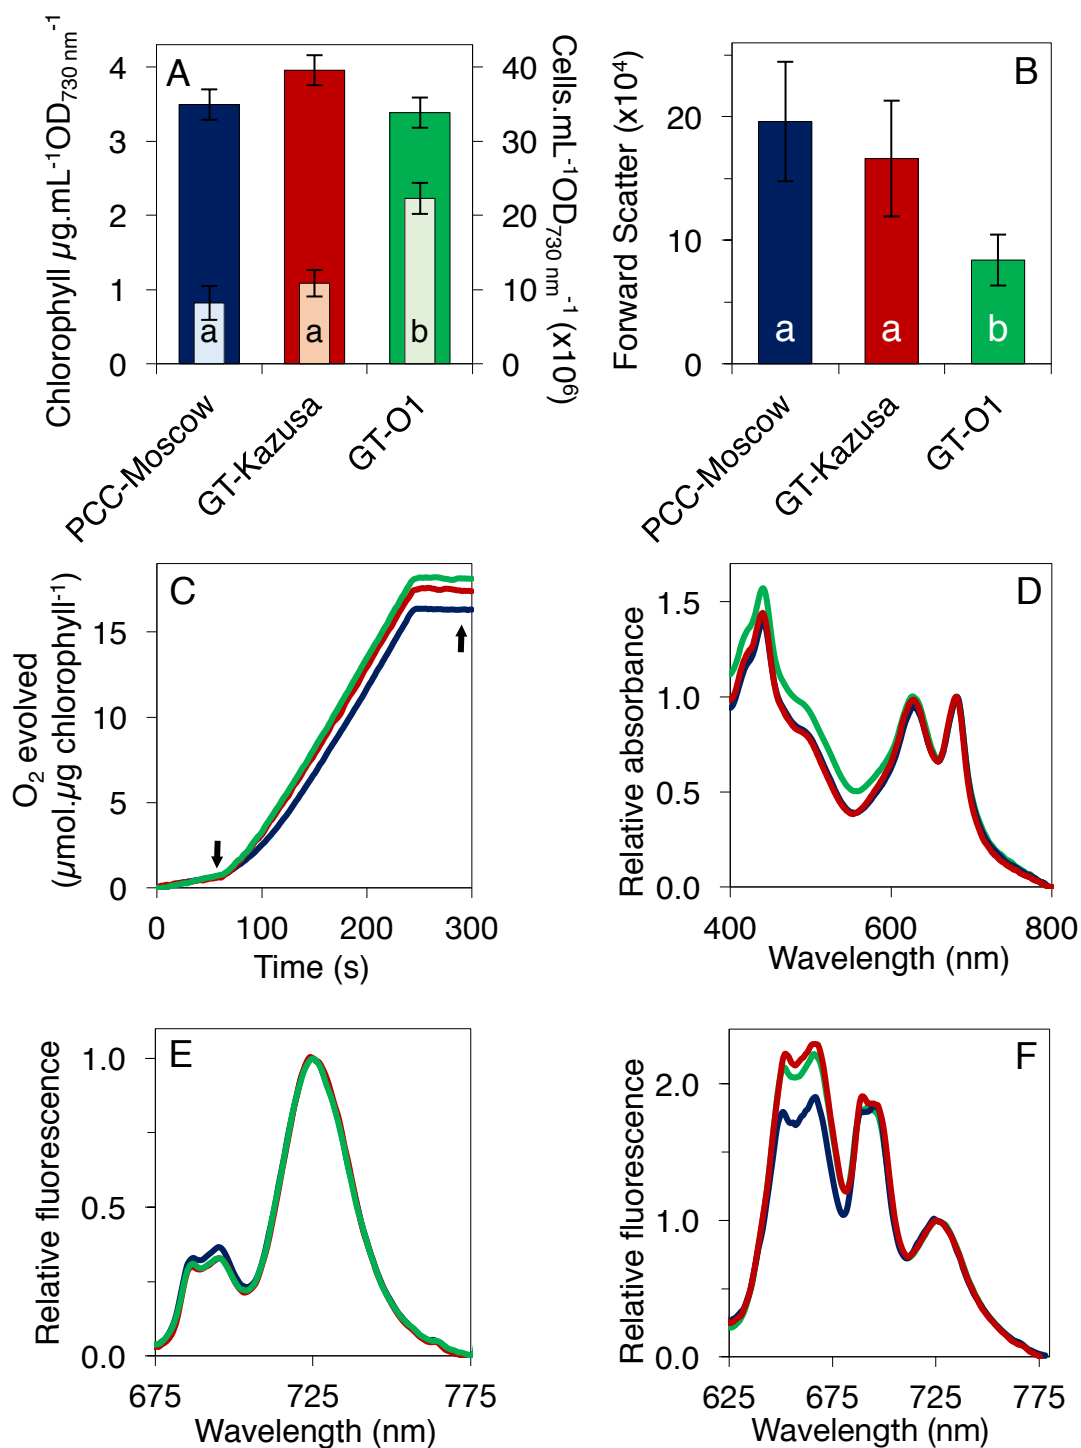 A
Chlorophyll µg.mL⁻¹OD₇₃₀ ₙₘ⁻¹
4
3
2
1
0
40
30
20
10
0
Cells.mL⁻¹OD₇₃₀ ₙₘ⁻¹ (x10⁶)
a
a
b
PCC-Moscow
GT-Kazusa
GT-O1
B
Forward Scatter (x10⁴)
20
10
0
a
a
b
PCC-Moscow
GT-Kazusa
GT-O1
C
O₂ evolved
(µmol.µg chlorophyll⁻¹)
15
10
5
0
0 100 200 300
Time (s)
D
Relative absorbance
1.5
1.0
0.5
0.0
400 600 800
Wavelength (nm)
E
Relative fluorescence
1.0
0.5
0.0
675 725 775
Wavelength (nm)
F
Relative fluorescence
2.0
1.0
0.0
625 675 725 775
Wavelength (nm)